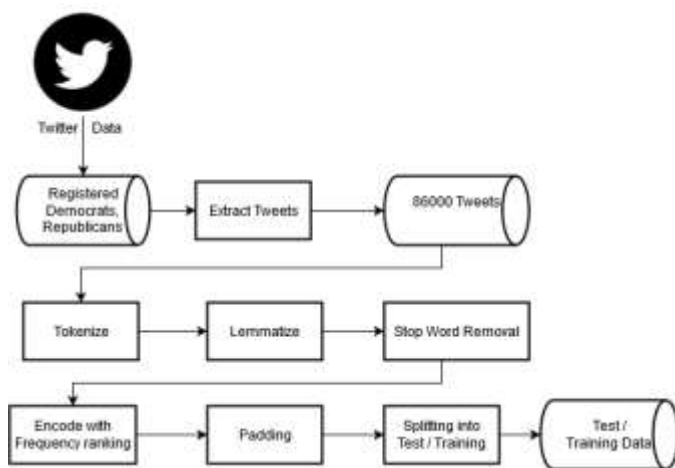 Twitter Data
Registered
Democrats,
Republicans
Extract Tweets
86000 Tweets
Tokenize
Lemmatize
Stop Word Removal
Encode with
Frequency ranking
Padding
Splitting into
Test / Training
Test /
Training Data